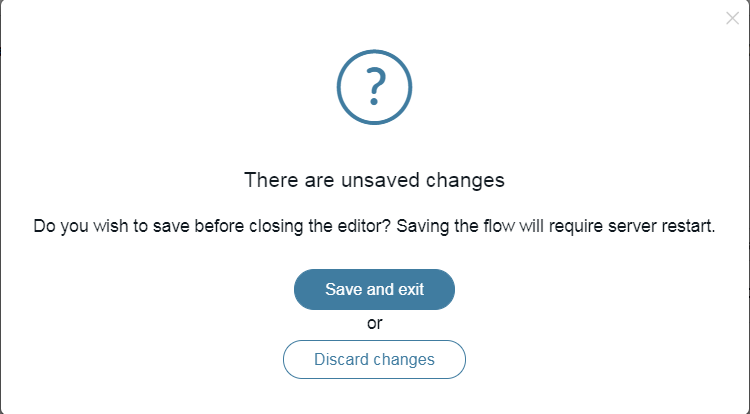 ?
There are unsaved changes
Do you wish to save before closing the editor? Saving the flow will require server restart.
Save and exit
or
Discard changes